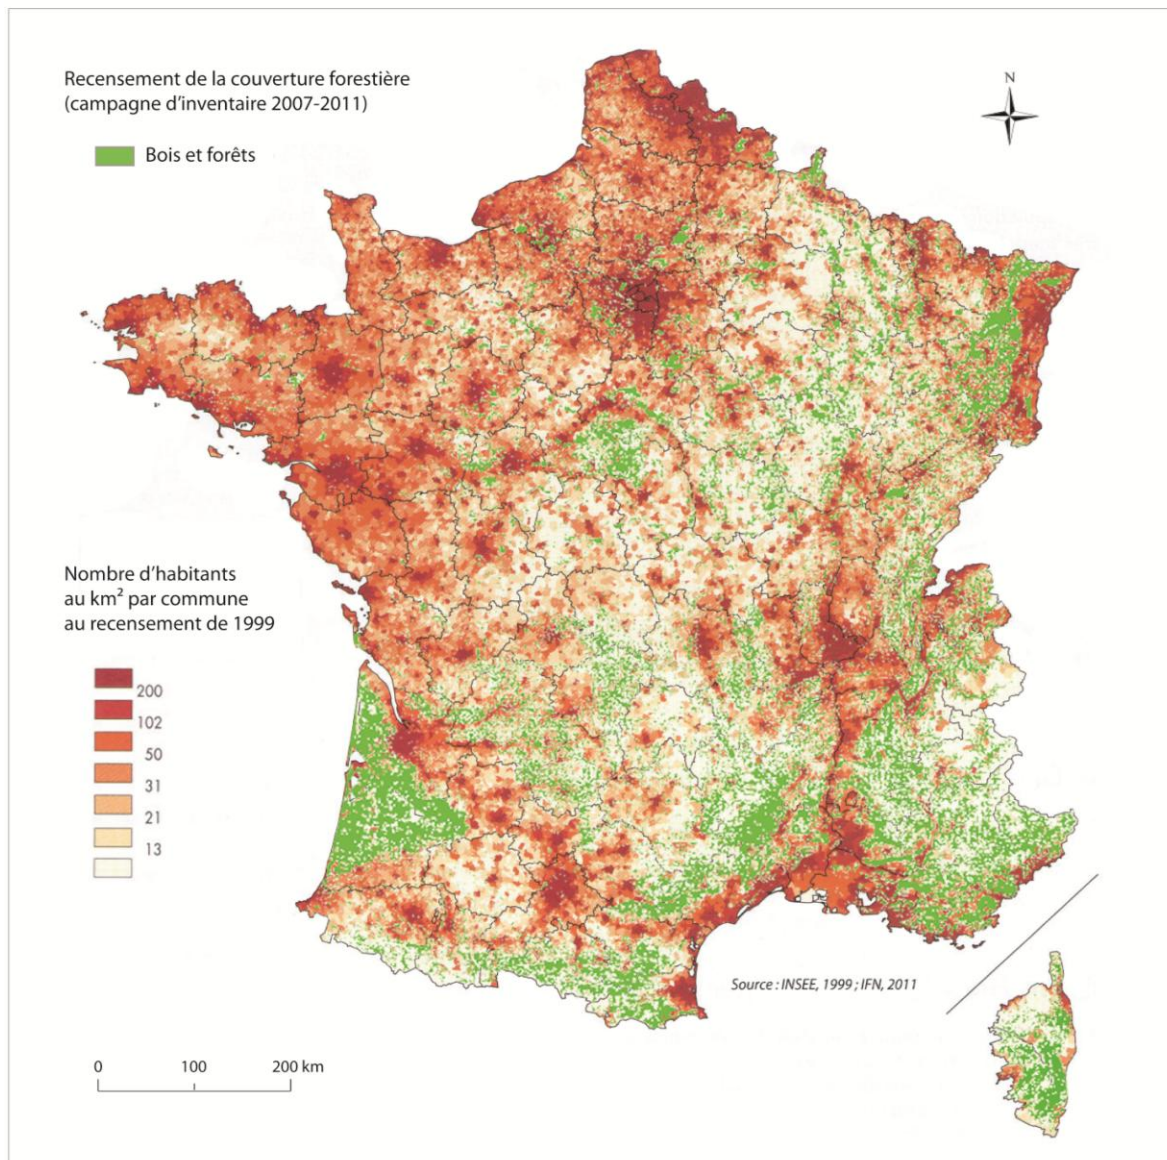 Recensement de la couverture forestière
(campagne d'inventaire 2007-2011)
N
Bois et forêts
Nombre d'habitants
au km² par commune
au recensement de 1999
200
102
50
31
21
13
Source : INSEE, 1999 ; IFN, 2011
0 100 200 km